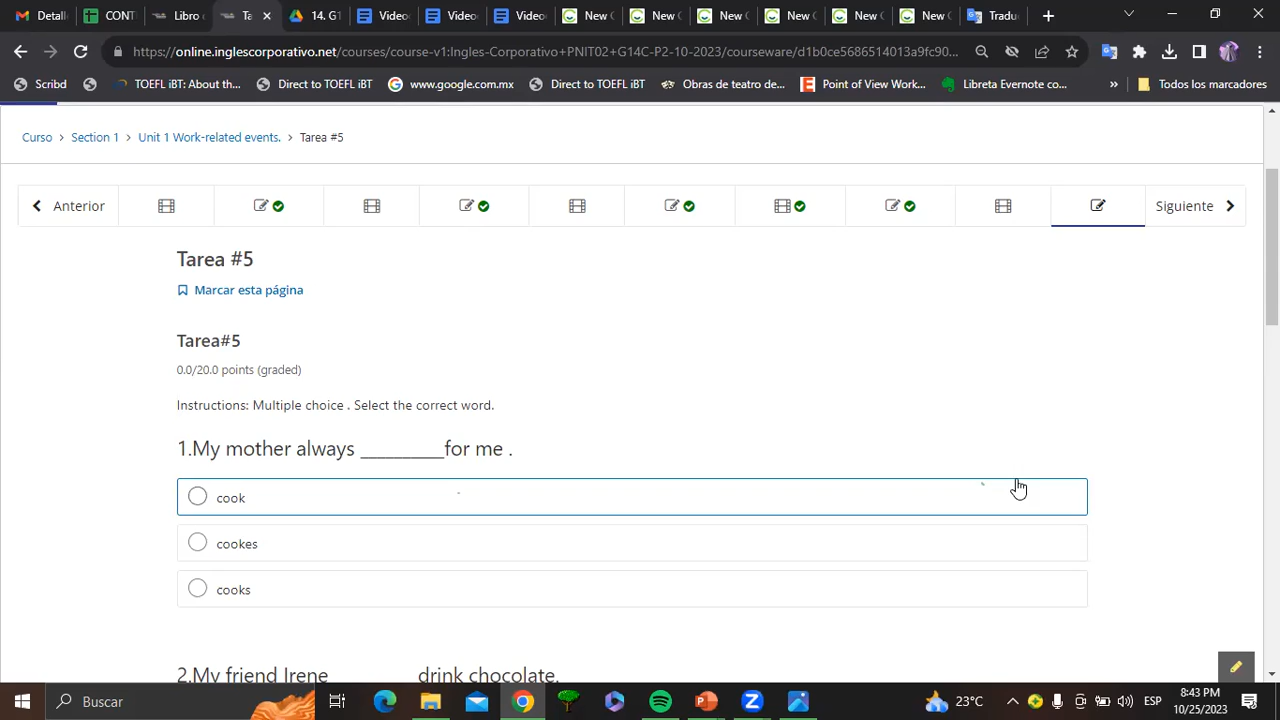 Detall
CONT
Libro
Ta
14. G1
Video
Video
Video
New C
New C
New C
New C
New C
New C
Tradu
https://online.inglescorporativo.net/courses/course-v1:Ingles-Corporativo+PNIT02+G14C-P2-10-2023/courseware/d1b0ce5686514013a9fc90...
Scribd
TOEFL iBT: About th...
Direct to TOEFL iBT
www.google.com.mx
Direct to TOEFL iBT
Obras de teatro de...
Point of View Work...
Libreta Evernote co...
»
Todos los marcadores
Curso > Section 1 > Unit 1 Work-related events. > Tarea #5
Anterior
Siguiente
Tarea #5
Marcar esta página
Tarea#5
0.0/20.0 points (graded)
Instructions: Multiple choice . Select the correct word.
1.My mother always _________for me .
cook
cookes
cooks
2.My friend Irene _________ drink chocolate.
Buscar
23°C
ESP
8:43 PM
10/25/2023